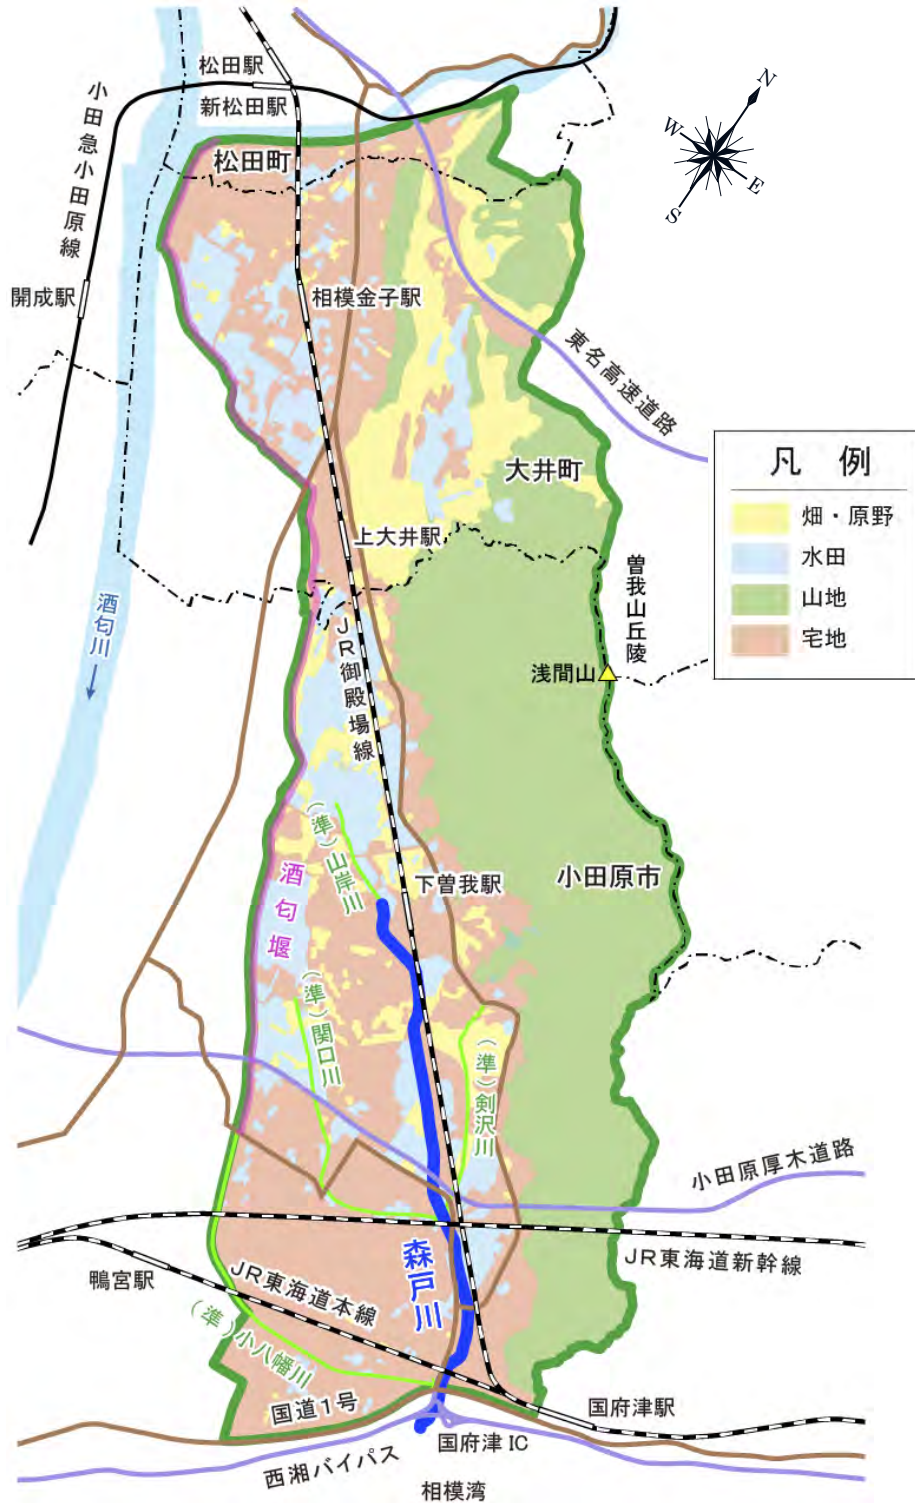 松田駅
新松田駅
小田急小田原線
松田町
N
W
E
S
開成駅
相模金子駅
東名高速道路
凡 例
畑・原野
水田
山地
宅地
大井町
上大井駅
曽我山丘陵
酒匂川
浅間山
JR御殿場線
(準)山岸川
下曽我駅
小田原市
酒匂堰
(準)関口川
(準)剣沢川
小田原厚木道路
森戸川
JR東海道新幹線
鴨宮駅
JR東海道本線
(準)小八幡川
国道1号
国府津駅
国府津IC
西湘バイパス
相模湾